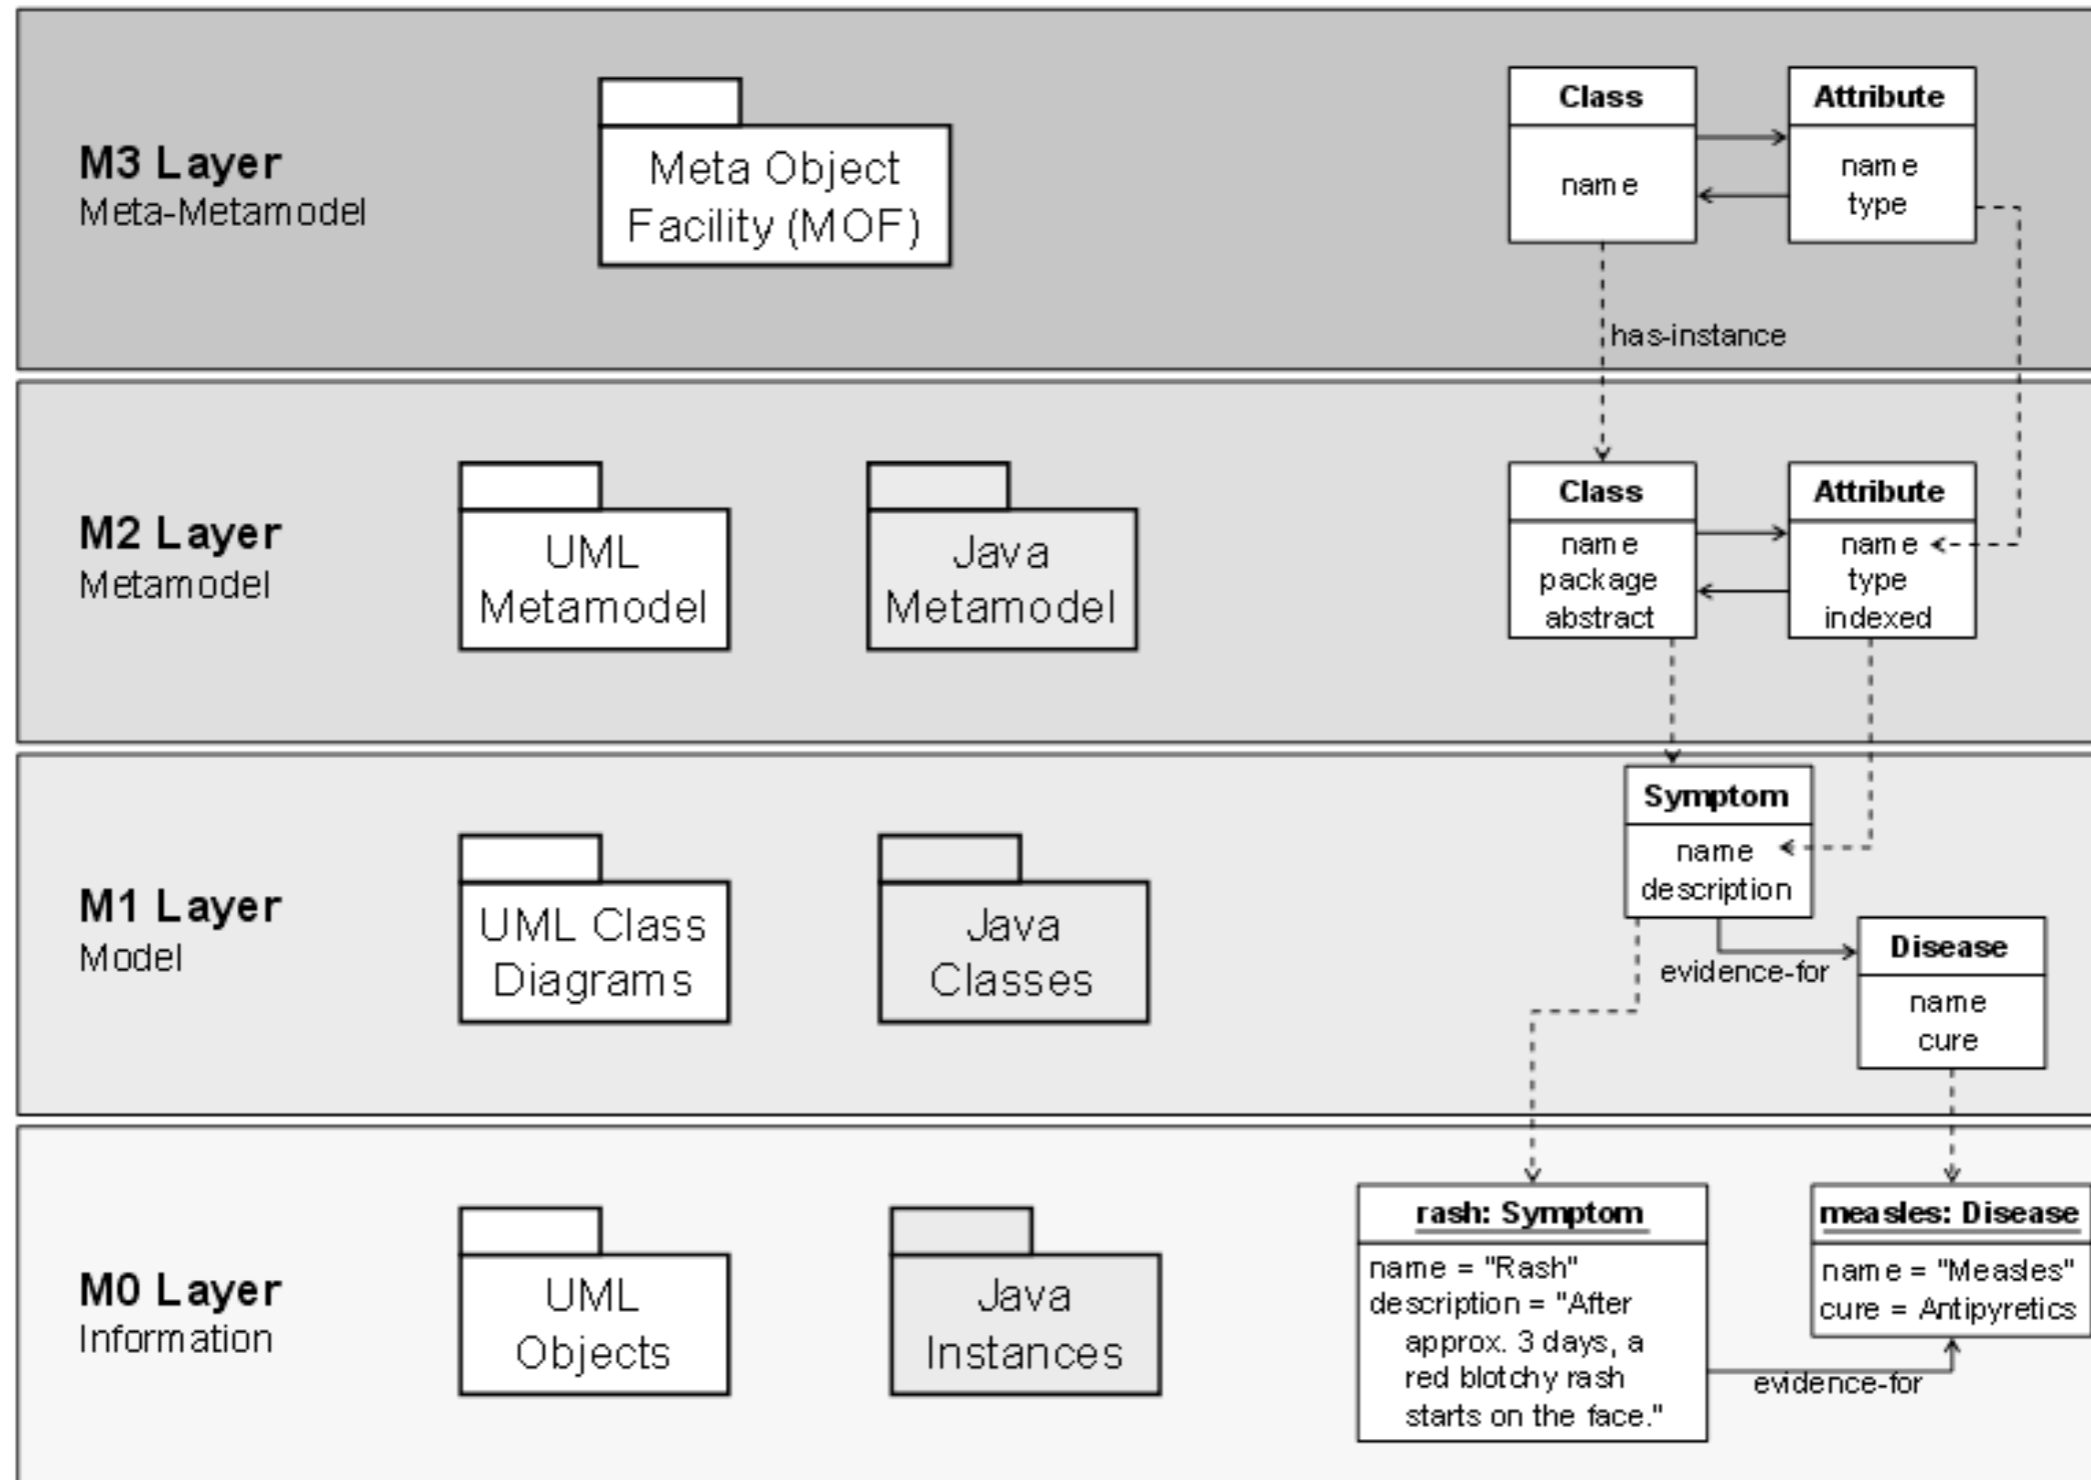 M3 Layer
Meta-Metamodel
Meta Object
Facility (MOF)
Class
name
Attribute
name
type
has-instance
M2 Layer
Metamodel
UML
Metamodel
Java
Metamodel
Class
name
package
abstract
Attribute
name
type
indexed
M1 Layer
Model
UML Class
Diagrams
Java
Classes
Symptom
name
description
evidence-for
Disease
name
cure
M0 Layer
Information
UML
Objects
Java
Instances
rash: Symptom
name = "Rash"
description = "After
approx. 3 days, a
red blotchy rash
starts on the face."
measles: Disease
name = "Measles"
cure = Antipyretics
evidence-for